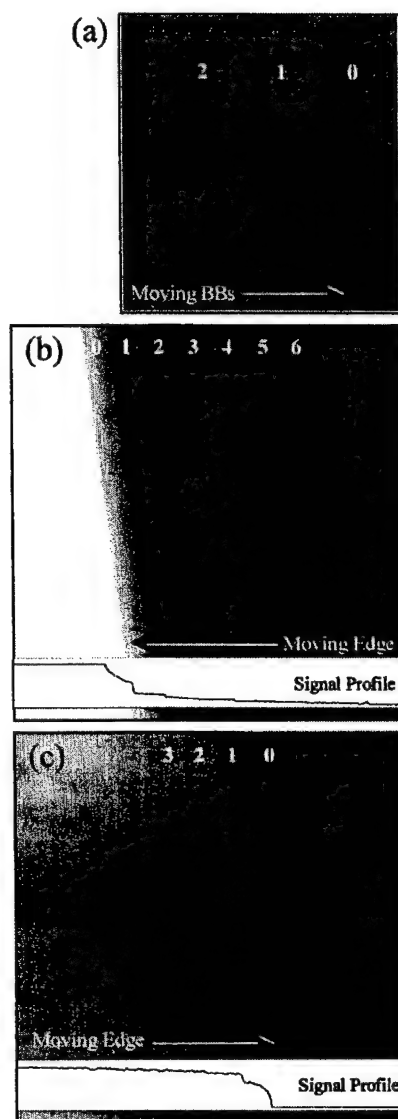 (a)
2 1 0
Moving BBs
(b)
0 1 2 3 4 5 6
Moving Edge
Signal Profile
(c)
3 2 1 0
Moving Edge
Signal Profile